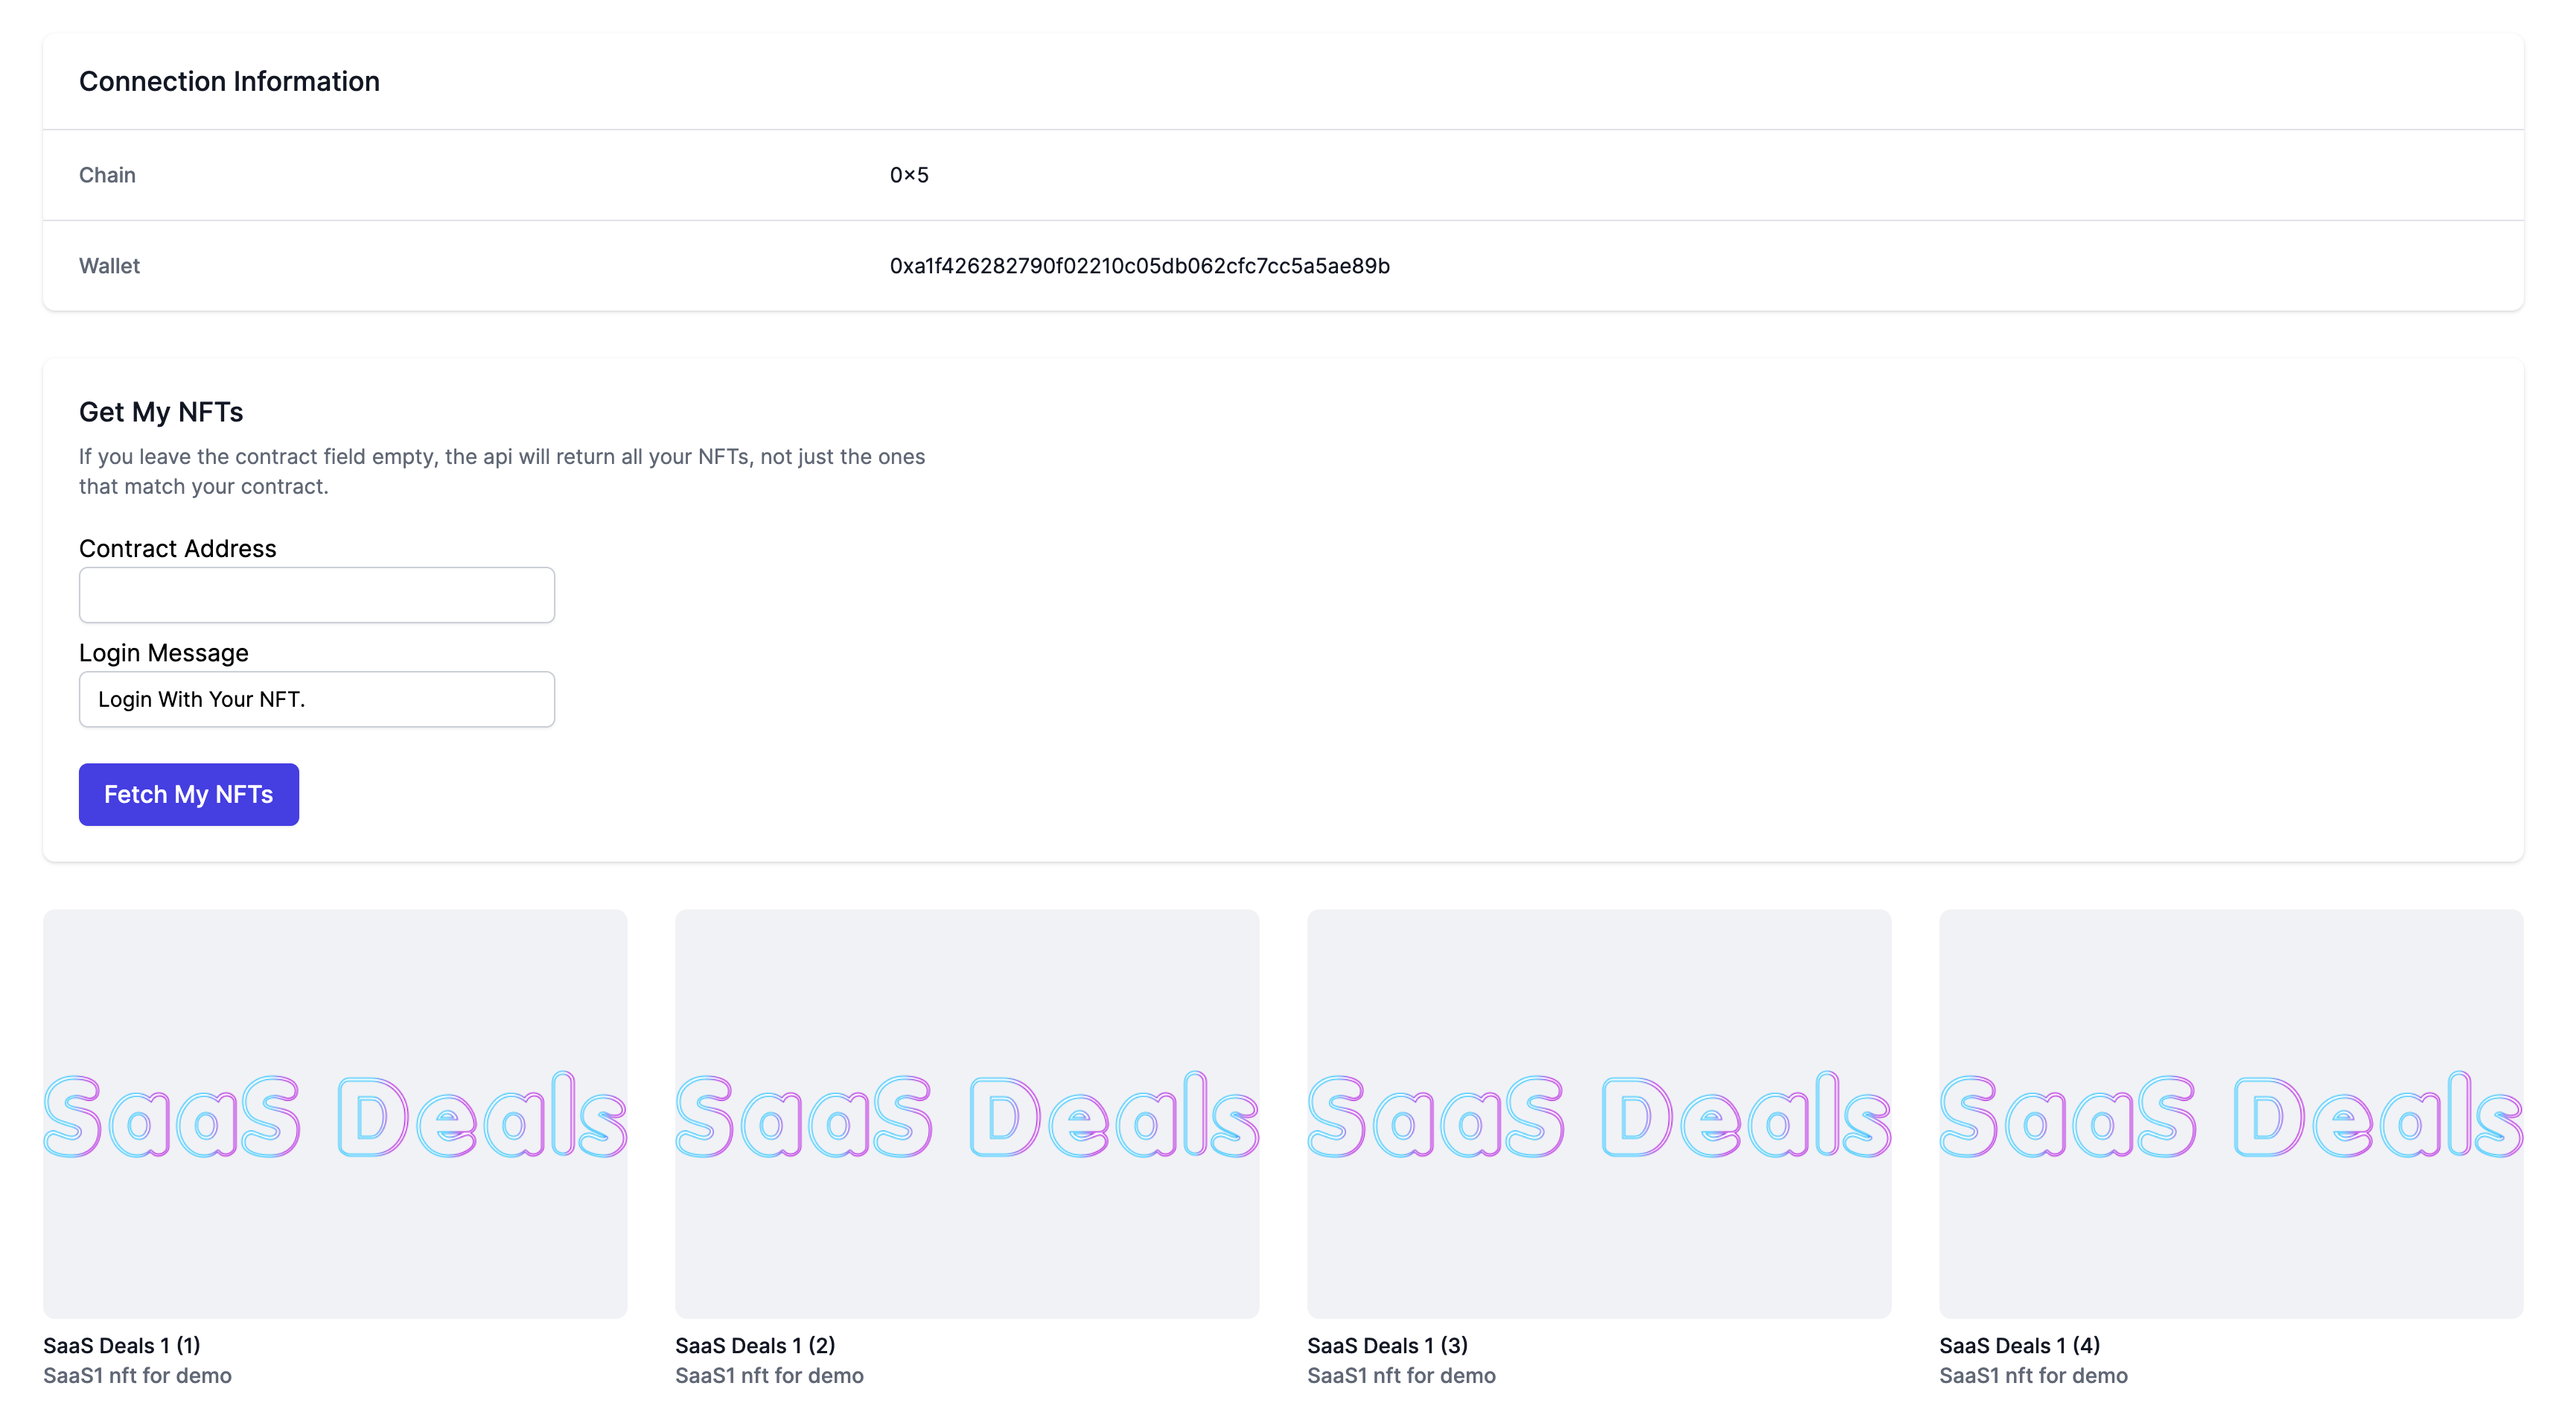 Connection Information
Chain 0×5
Wallet 0xa1f426282790f02210c05db062cfc7cc5a5ae89b
Get My NFTs
If you leave the contract field empty, the api will return all your NFTs, not just the ones
that match your contract.
Contract Address
Login Message
Login With Your NFT.
Fetch My NFTs
SaaS Deals SaaS Deals SaaS Deals SaaS Deals
SaaS Deals 1 (1) SaaS Deals 1 (2) SaaS Deals 1 (3) SaaS Deals 1 (4)
SaaS1 nft for demo SaaS1 nft for demo SaaS1 nft for demo SaaS1 nft for demo